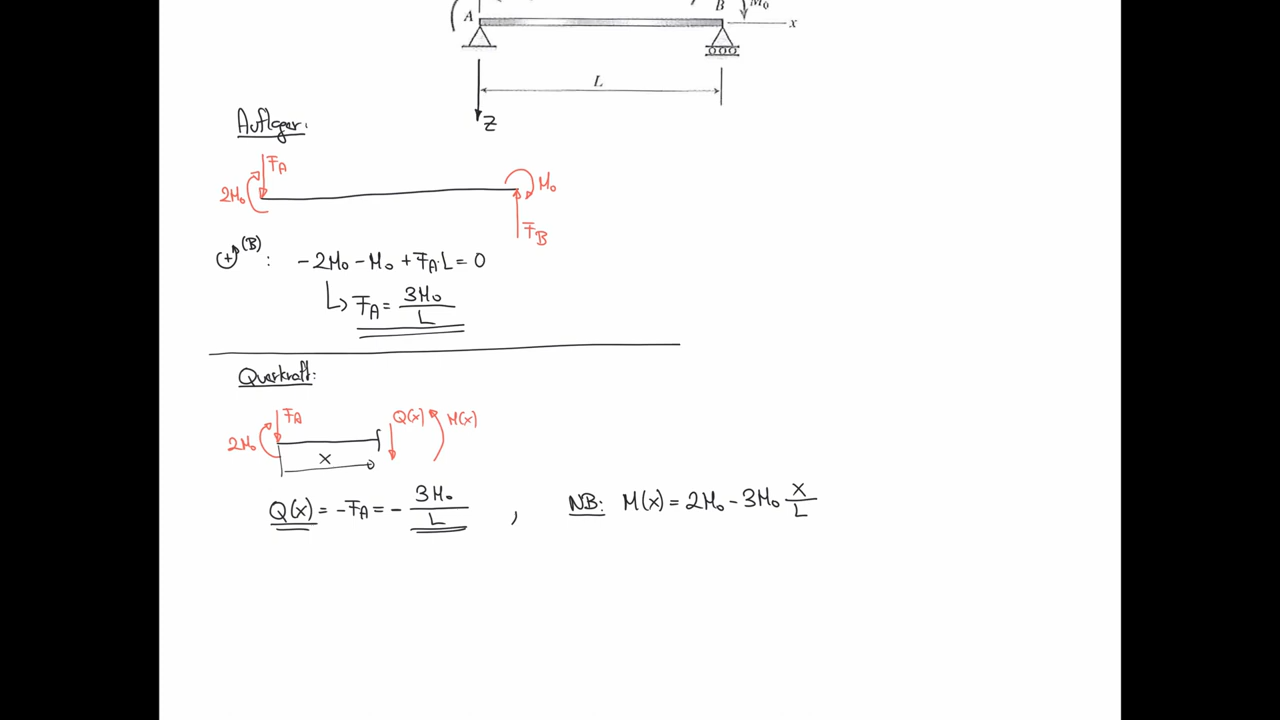 A B M₀
x
L
Z
Auflager:
F_A
2M₀ M₀
F_B
(+)^(B) : -2M₀ - M₀ + F_A·L = 0
↳ F_A = 3M₀/L
Querkraft:
F_A Q(x) M(x)
2M₀
x
Q(x) = -F_A = - 3M₀/L , NB: M(x) = 2M₀ - 3M₀ x/L